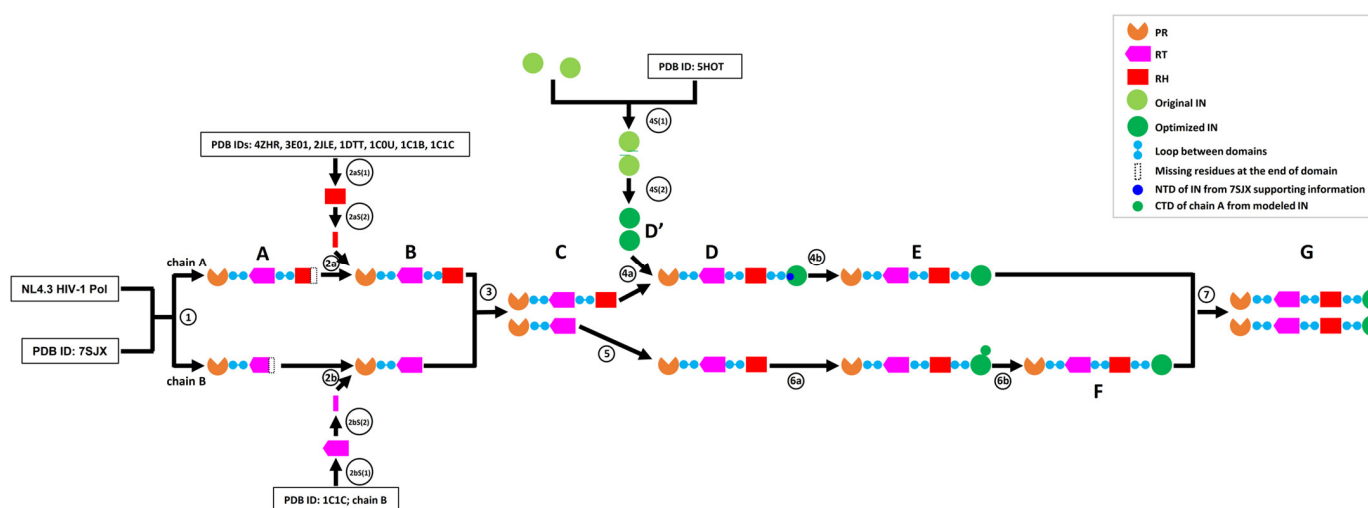 PDB ID: 5HOT
4S(1)
PDB IDs: 4ZHR, 3E01, 2JLE, 1DTT, 1C0U, 1C1B, 1C1C
2aS(1)
4S(2)
2aS(2)
D'
A
B
C
D
E
G
chain A
2a
4a
4b
NL4.3 HIV-1 Pol
1
3
7
PDB ID: 7SJX
chain B
2b
5
6a
6b
F
2bS(2)
2bS(1)
PDB ID: 1C1C; chain B
PR
RT
RH
Original IN
Optimized IN
Loop between domains
Missing residues at the end of domain
NTD of IN from 7SJX supporting information
CTD of chain A from modeled IN